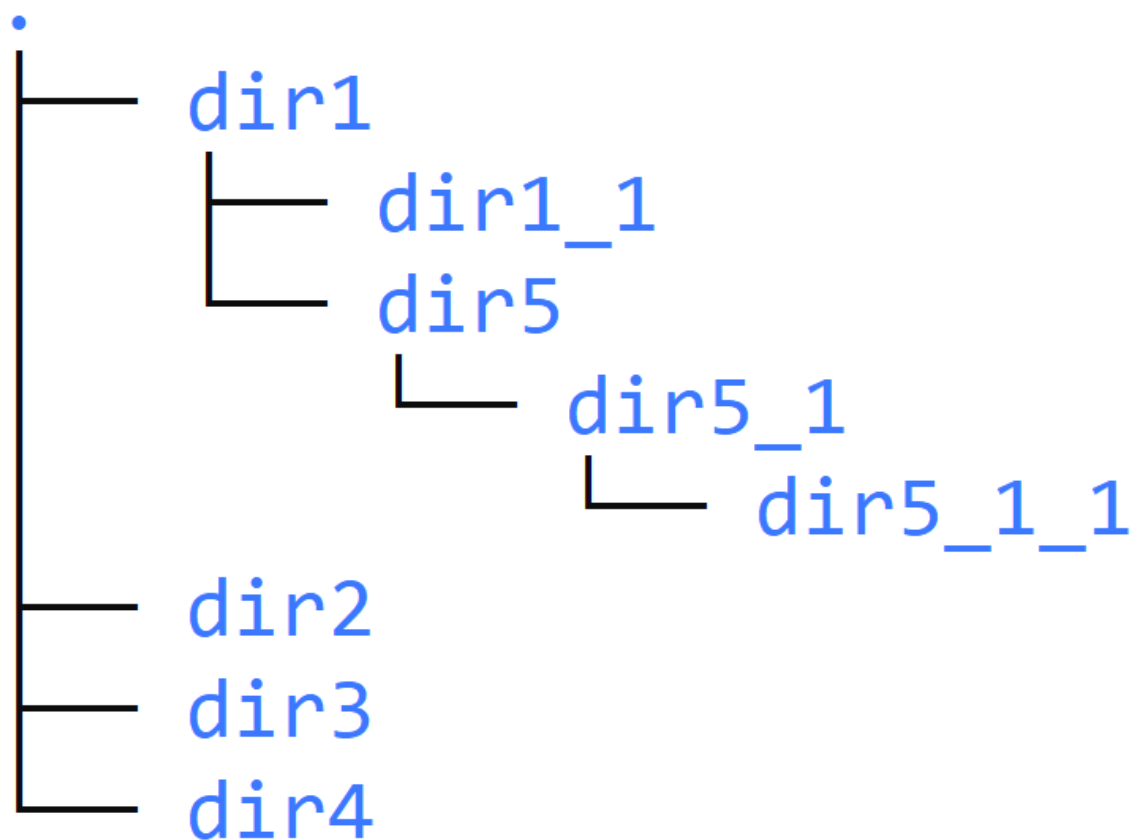 .
├── dir1
│   ├── dir1_1
│   └── dir5
│       └── dir5_1
│           └── dir5_1_1
├── dir2
├── dir3
└── dir4